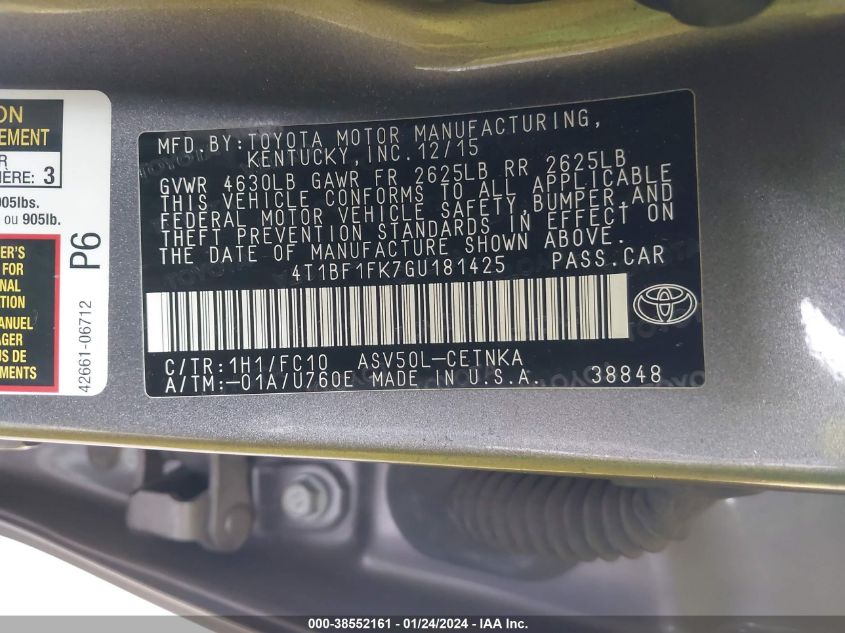 ON
EMENT
R
IÈRE: 3
905lbs.
ou 905lb.
P6
42661-06712
ER'S
FOR
ONAL
TION
ANUEL
AGER
US DE
TIONS.
MFD.BY: TOYOTA MOTOR MANUFACTURING,
KENTUCKY, INC. 12/15
GVWR 4630LB GAWR FR 2625LB RR 2625LB
THIS VEHICLE CONFORMS TO ALL APPLICABLE
FEDERAL MOTOR VEHICLE SAFETY, BUMPER, AND
THEFT PREVENTION STANDARDS IN EFFECT ON
THE DATE OF MANUFACTURE SHOWN ABOVE.
4T1BF1FK7GU181425 PASS.CAR
C/TR: 1H1/FC10 ASV50L-CETNKA
A/TM:-01A/U760E MADE IN U.S.A. 38848
000-38552161 - 01/24/2024 - IAA, Inc.